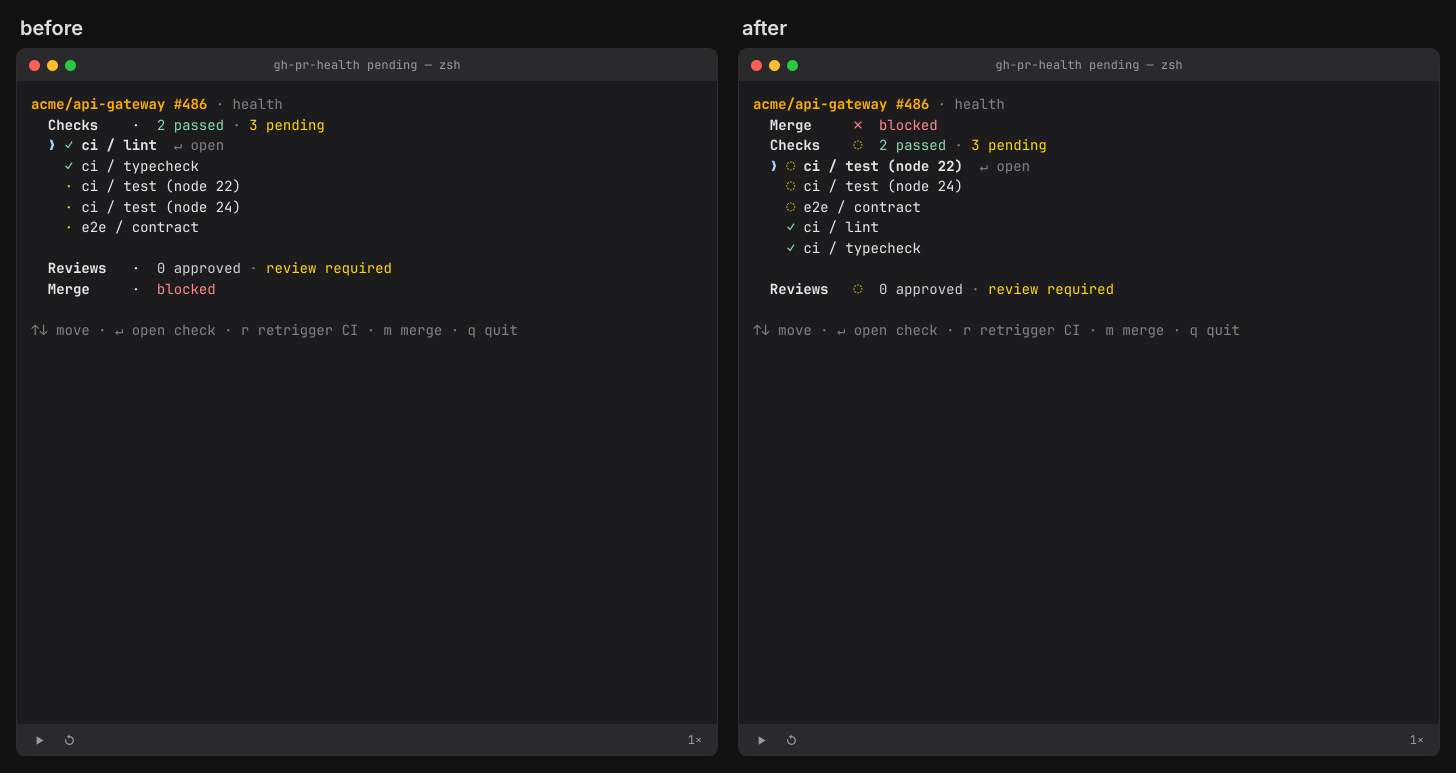 before
gh-pr-health pending — zsh
acme/api-gateway #486 · health
Checks · 2 passed · 3 pending
❫ ✓ ci / lint ↵ open
✓ ci / typecheck
· ci / test (node 22)
· ci / test (node 24)
· e2e / contract
Reviews · 0 approved · review required
Merge · blocked
↑↓ move · ↵ open check · r retrigger CI · m merge · q quit
1×
after
gh-pr-health pending — zsh
acme/api-gateway #486 · health
Merge ✕ blocked
Checks ◌ 2 passed · 3 pending
❫ ◌ ci / test (node 22) ↵ open
◌ ci / test (node 24)
◌ e2e / contract
✓ ci / lint
✓ ci / typecheck
Reviews ◌ 0 approved · review required
↑↓ move · ↵ open check · r retrigger CI · m merge · q quit
1×